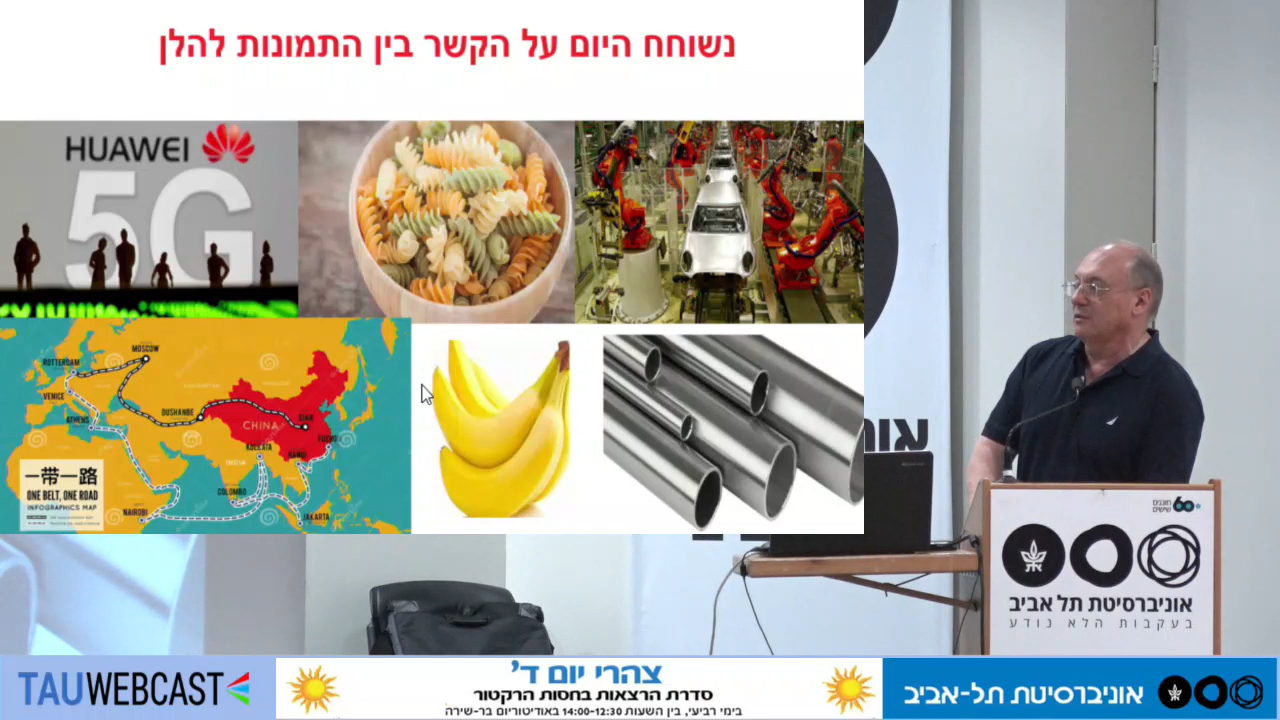 נשוחח היום על הקשר בין התמונות להלן
HUAWEI
5G
MOSCOW
ROTTERDAM
VENICE
ATHENS
DUSHANBE
XIAN
CHINA
FUZHOU
KOLKATA
HANOI
INDIA
COLOMBO
NAIROBI
JAKARTA
一带一路
ONE BELT, ONE ROAD
INFOGRAPHICS MAP
חוגגים
שישים
60
אוניברסיטת תל אביב
בעקבות הלא נודע
TAUWEBCAST
צהרי יום ד'
סדרת הרצאות בחסות הרקטור
בימי רביעי, בין השעות 14:00-12:30 באודיטוריום בר-שירה
אוניברסיטת תל-אביב